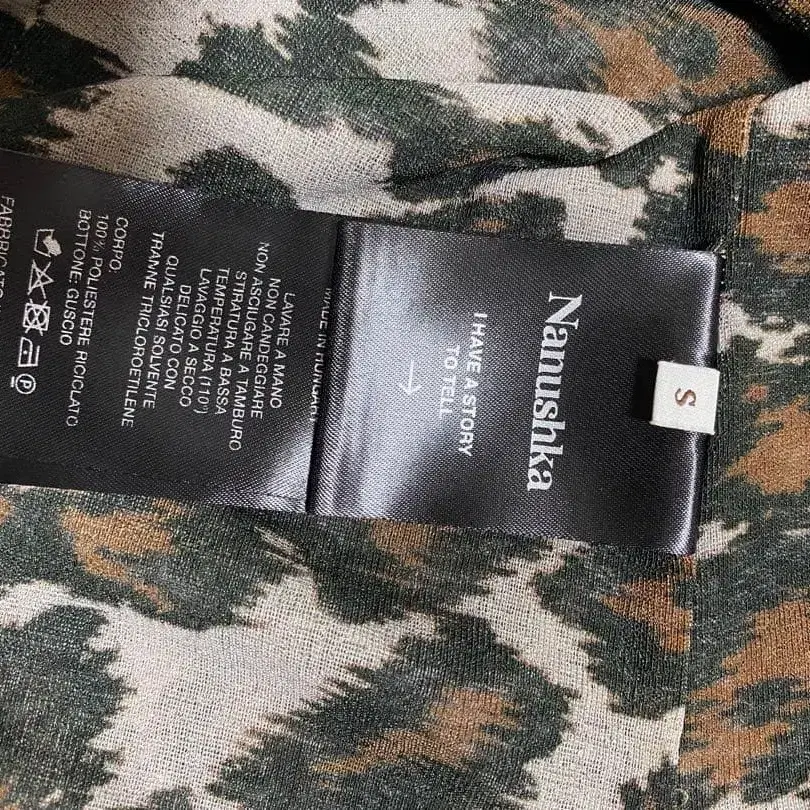 S
Nanushka
I HAVE A STORY
TO TELL
→
MADE IN HUNGARY
LAVARE A MANO
NON CANDEGGIARE
NON ASCIUGARE A TAMBURO
STIRATURA A BASSA
TEMPERATURA (110°)
LAVAGGIO A SECCO
DELICATO CON
QUALSIASI SOLVENTE
TRANNE TRICLOROETILENE
CORPO:
100% POLIESTERE RICICLATO
BOTTONE: GUSCIO
P